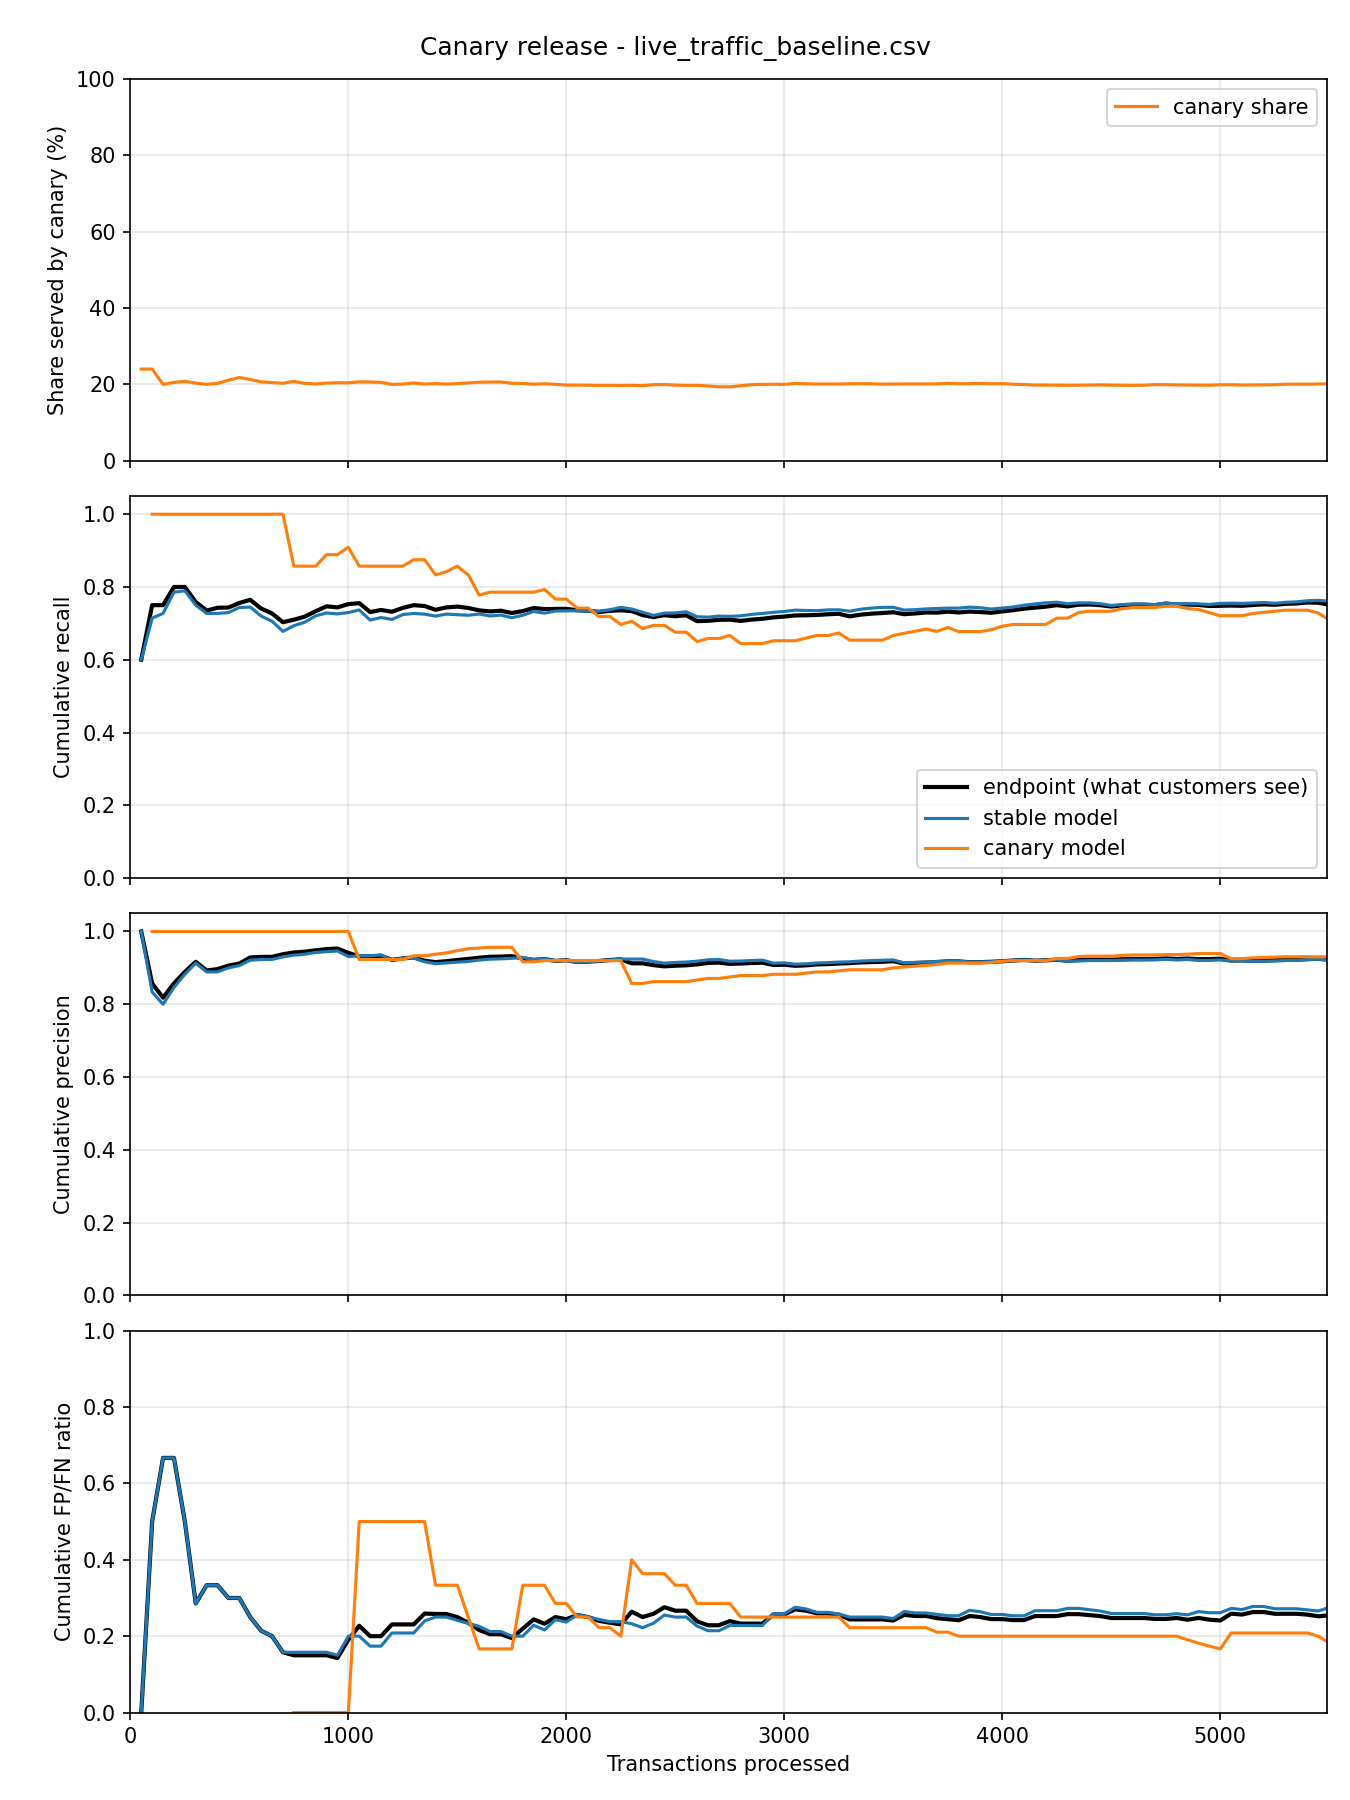 Canary release - live_traffic_baseline.csv
Share served by canary (%)
100
80
60
40
20
0
canary share
Cumulative recall
1.0
0.8
0.6
0.4
0.2
0.0
endpoint (what customers see)
stable model
canary model
Cumulative precision
1.0
0.8
0.6
0.4
0.2
0.0
Cumulative FP/FN ratio
1.0
0.8
0.6
0.4
0.2
0.0
0 1000 2000 3000 4000 5000
Transactions processed